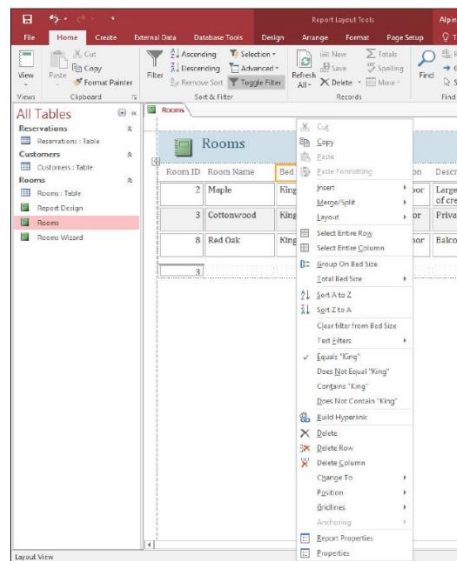 Report Layout Tools
Alpin
File Home Create External Data Database Tools Design Arrange Format Page Setup
View
Paste
Cut
Copy
Format Painter
Filter
Ascending
Descending
Remove Sort
Selection
Advanced
Toggle Filter
Refresh
All
New
Save
Delete
Totals
Spelling
More
Find
Views Clipboard Sort & Filter Records Find
All Tables
Reservations
Reservations : Table
Customers
Customers : Table
Rooms
Rooms : Table
Report Design
Rooms
Rooms Wizard
Rooms
Rooms
Room ID Room Name Bed on Descr
2 Maple King or Large
of cre
3 Cottonwood King or Priva
8 Red Oak King or Balco
3
Cut
Copy
Paste
Paste Formatting
Insert
Merge/Split
Layout
Select Entire Row
Select Entire Column
Group On Bed Size
Total Bed Size
Sort A to Z
Sort Z to A
Clear filter from Bed Size
Text Filters
Equals "King"
Does Not Equal "King"
Contains "King"
Does Not Contain "King"
Build Hyperlink
Delete
Delete Row
Delete Column
Change To
Position
Gridlines
Anchoring
Report Properties
Properties
Layout View